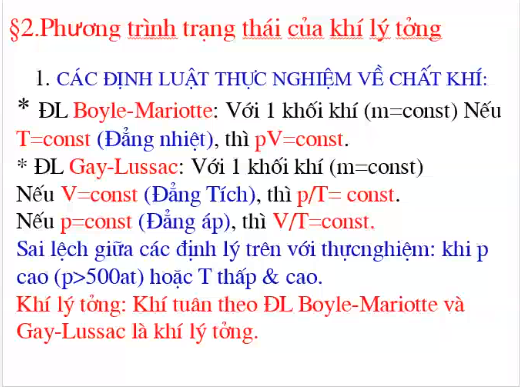 §2.Phương trình trạng thái của khí lý tởng
1. CÁC ĐỊNH LUẬT THỰC NGHIỆM VỀ CHẤT KHÍ:
* ĐL Boyle-Mariotte: Với 1 khối khí (m=const) Nếu
T=const (Đẳng nhiệt), thì pV=const.
* ĐL Gay-Lussac: Với 1 khối khí (m=const)
Nếu V=const (Đẳng Tích), thì p/T= const.
Nếu p=const (Đẳng áp), thì V/T=const.
Sai lệch giữa các định lý trên với thựcnghiệm: khi p
cao (p>500at) hoặc T thấp & cao.
Khí lý tởng: Khí tuân theo ĐL Boyle-Mariotte và
Gay-Lussac là khí lý tởng.